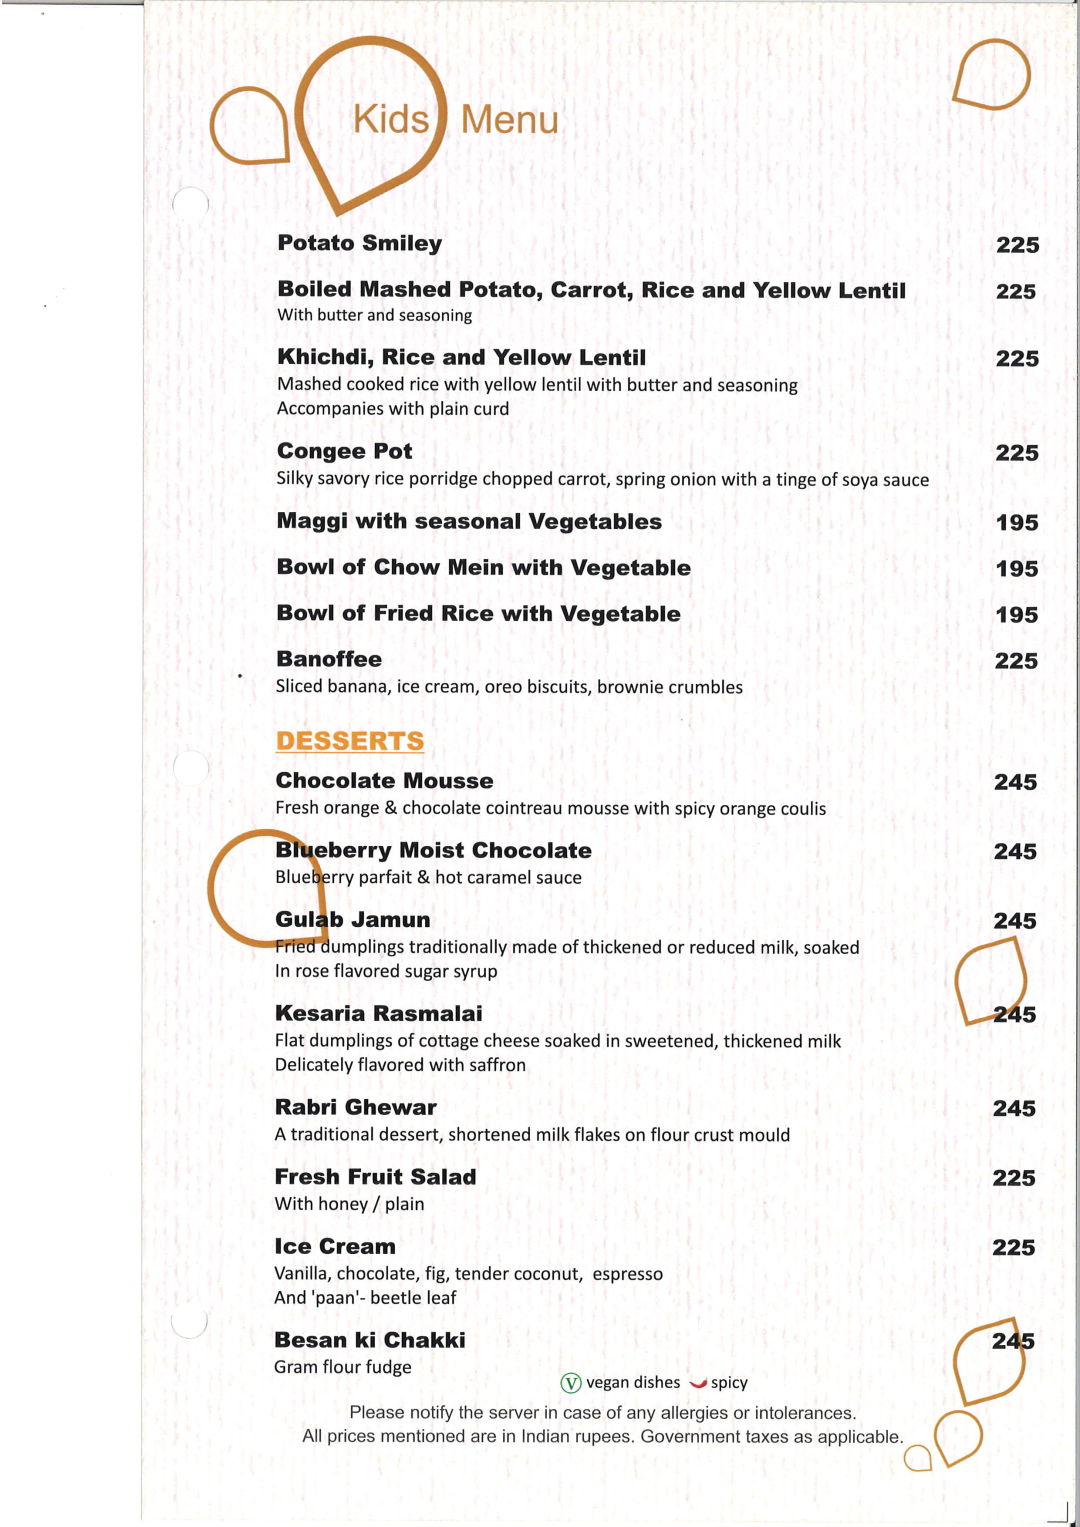 Kids Menu
Potato Smiley 225
Boiled Mashed Potato, Carrot, Rice and Yellow Lentil 225
With butter and seasoning
Khichdi, Rice and Yellow Lentil 225
Mashed cooked rice with yellow lentil with butter and seasoning
Accompanies with plain curd
Congee Pot 225
Silky savory rice porridge chopped carrot, spring onion with a tinge of soya sauce
Maggi with seasonal Vegetables 195
Bowl of Chow Mein with Vegetable 195
Bowl of Fried Rice with Vegetable 195
Banoffee 225
Sliced banana, ice cream, oreo biscuits, brownie crumbles
DESSERTS
Chocolate Mousse 245
Fresh orange & chocolate cointreau mousse with spicy orange coulis
Blueberry Moist Chocolate 245
Blueberry parfait & hot caramel sauce
Gulab Jamun 245
Fried dumplings traditionally made of thickened or reduced milk, soaked
In rose flavored sugar syrup
Kesaria Rasmalai 245
Flat dumplings of cottage cheese soaked in sweetened, thickened milk
Delicately flavored with saffron
Rabri Ghewar 245
A traditional dessert, shortened milk flakes on flour crust mould
Fresh Fruit Salad 225
With honey / plain
Ice Cream 225
Vanilla, chocolate, fig, tender coconut, espresso
And 'paan'- beetle leaf
Besan ki Chakki 245
Gram flour fudge
V vegan dishes spicy
Please notify the server in case of any allergies or intolerances.
All prices mentioned are in Indian rupees. Government taxes as applicable.